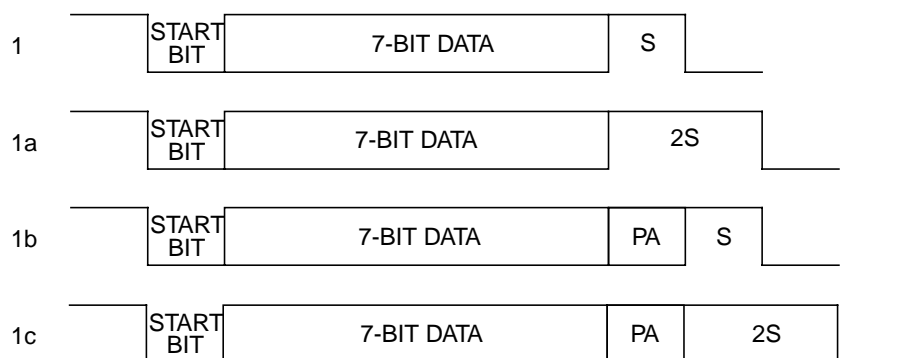 1 START BIT 7-BIT DATA S
1a START BIT 7-BIT DATA 2S
1b START BIT 7-BIT DATA PA S
1c START BIT 7-BIT DATA PA 2S